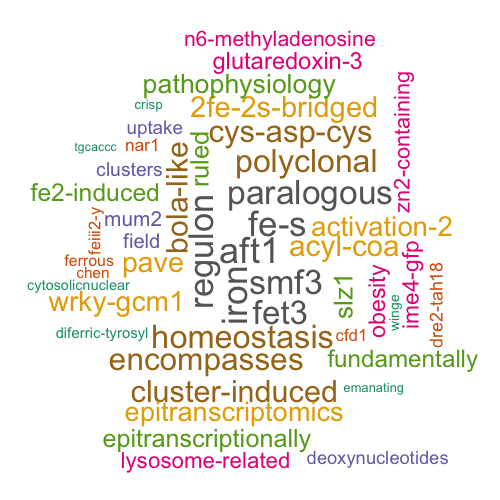 n6-methyladenosine
glutaredoxin-3
pathophysiology
crisp
2fe-2s-bridged
uptake
cys-asp-cys
zn2-containing
tgcaccc
nar1
ruled
clusters
bola-like
polyclonal
fe2-induced
paralogous
mum2
feiii2-y
regulon
fe-s
activation-2
field
aft1
acyl-coa
ime4-gfp
ferrous
chen
pave
iron
smf3
slz1
obesity
winge
dre2-tah18
cytosolicnuclear
wrky-gcm1
fet3
diferric-tyrosyl
homeostasis
cfd1
encompasses
fundamentally
cluster-induced
emanating
epitranscriptomics
epitranscriptionally
lysosome-related
deoxynucleotides